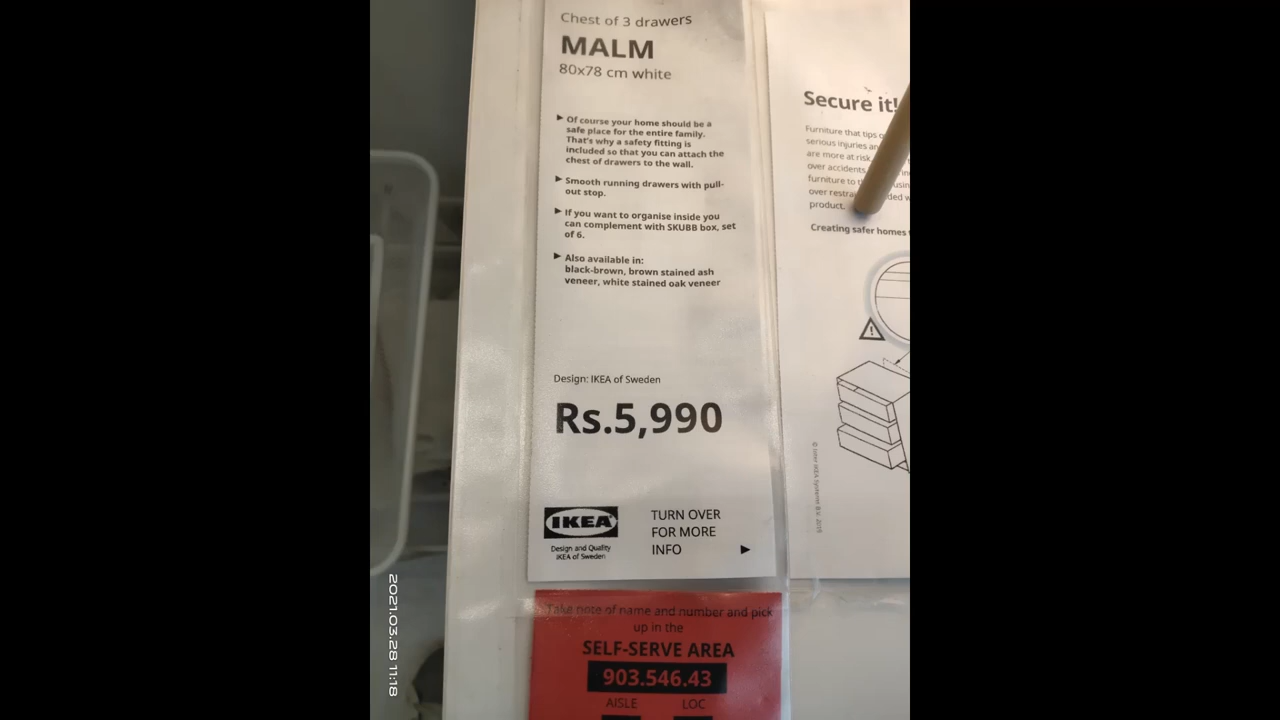 Chest of 3 drawers
MALM
80x78 cm white
▶ Of course your home should be a
safe place for the entire family.
That's why a safety fitting is
included so that you can attach the
chest of drawers to the wall.
▶ Smooth running drawers with pull-
out stop.
▶ If you want to organise inside you
can complement with SKUBB box, set
of 6.
▶ Also available in:
black-brown, brown stained ash
veneer, white stained oak veneer
Design: IKEA of Sweden
Rs.5,990
IKEA
Design and Quality
IKEA of Sweden
TURN OVER
FOR MORE
INFO ▶
Take note of name and number and pick
up in the
SELF-SERVE AREA
903.546.43
AISLE LOC
Secure it!
Furniture that tips
serious injuries
are more at risk
over accidents
furniture to
over
product.
Creating safer homes
© Inter IKEA Systems B.V.
2021.03.28 11:18